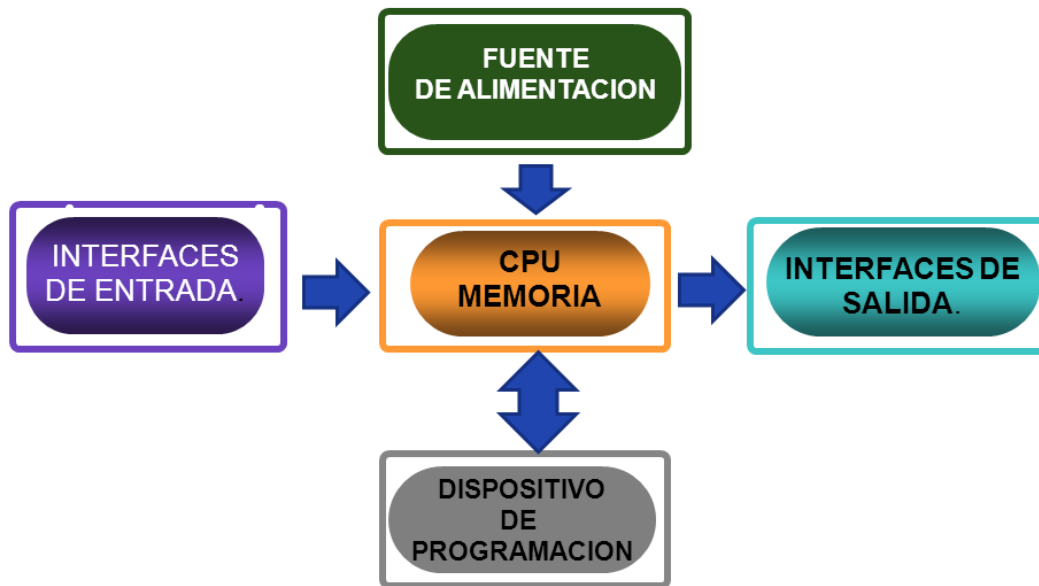 FUENTE
DE ALIMENTACION
INTERFACES
DE ENTRADA.
CPU
MEMORIA
INTERFACES DE
SALIDA.
DISPOSITIVO
DE
PROGRAMACION